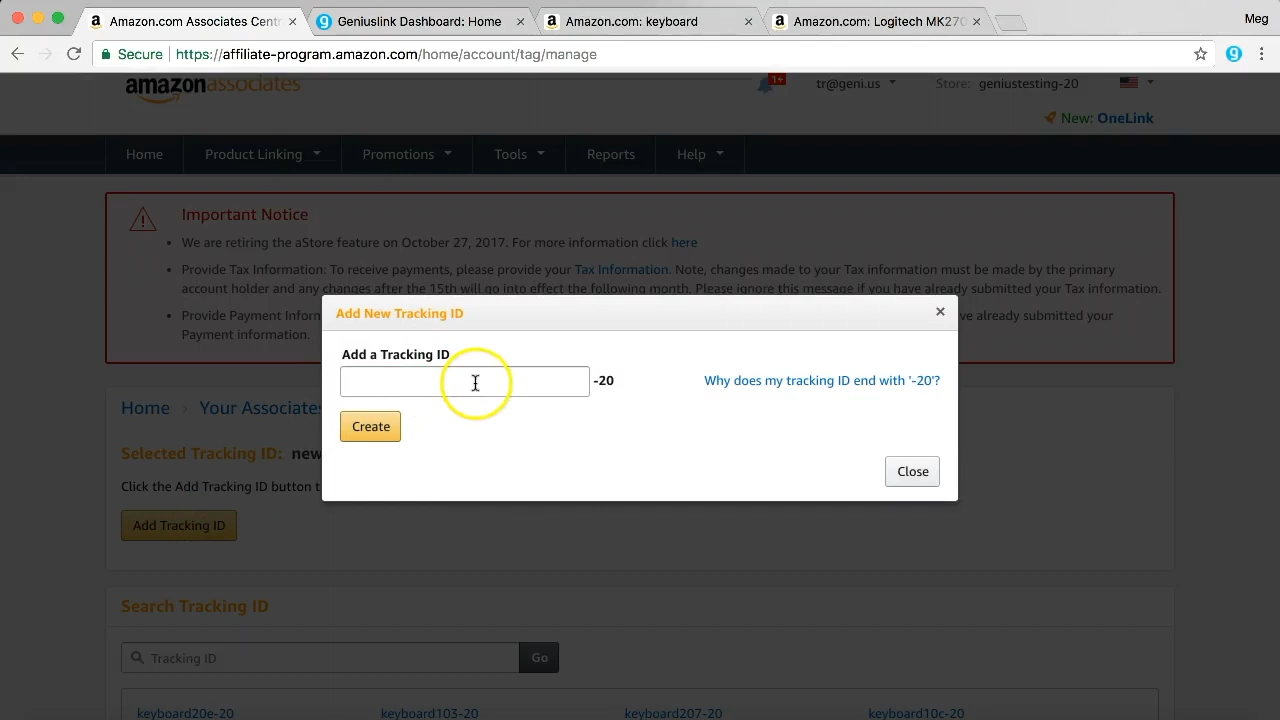 Amazon.com Associates Centr
Geniuslink Dashboard: Home
Amazon.com: keyboard
Amazon.com: Logitech MK270
Meg
Secure
https://affiliate-program.amazon.com/home/account/tag/manage
amazonassociates
1+
tr@geni.us
Store: geniustesting-20
New: OneLink
Home
Product Linking
Promotions
Tools
Reports
Help
Important Notice
We are retiring the aStore feature on October 27, 2017. For more information click here
Provide Tax Information: To receive payments, please provide your Tax Information. Note, changes made to your Tax information must be made by the primary
account holder and any changes after the 15th will go into effect the following month. Please ignore this message if you have already submitted your Tax information.
Provide Payment
already submitted your
Payment information.
Add New Tracking ID
×
Add a Tracking ID
-20
Why does my tracking ID end with '-20'?
Create
Close
Home
Your Associates
Selected Tracking ID: new
Click the Add Tracking ID button t
Add Tracking ID
Search Tracking ID
Tracking ID
Go
keyboard20e-20
keyboard103-20
keyboard207-20
keyboard10c-20